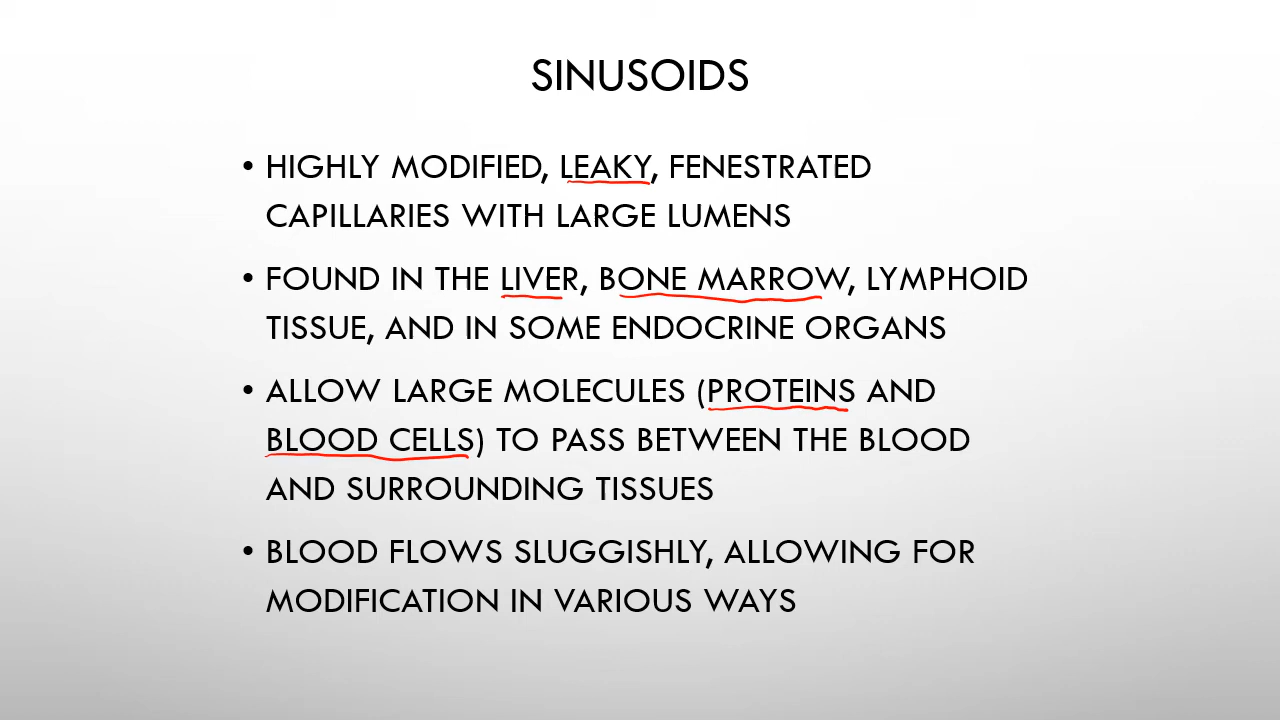 SINUSOIDS
• HIGHLY MODIFIED, LEAKY, FENESTRATED
CAPILLARIES WITH LARGE LUMENS
• FOUND IN THE LIVER, BONE MARROW, LYMPHOID
TISSUE, AND IN SOME ENDOCRINE ORGANS
• ALLOW LARGE MOLECULES (PROTEINS AND
BLOOD CELLS) TO PASS BETWEEN THE BLOOD
AND SURROUNDING TISSUES
• BLOOD FLOWS SLUGGISHLY, ALLOWING FOR
MODIFICATION IN VARIOUS WAYS